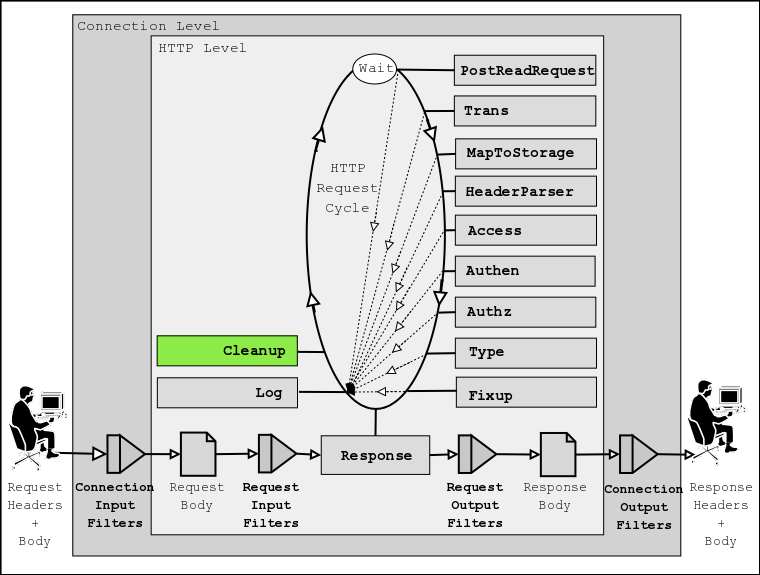 Connection Level
HTTP Level
Wait
HTTP
Request
Cycle
PostReadRequest
Trans
MapToStorage
HeaderParser
Access
Authen
Authz
Type
Fixup
Cleanup
Log
Response
Request
Headers
+
Body
Connection
Input
Filters
Request
Body
Request
Input
Filters
Request
Output
Filters
Response
Body
Connection
Output
Filters
Response
Headers
+
Body